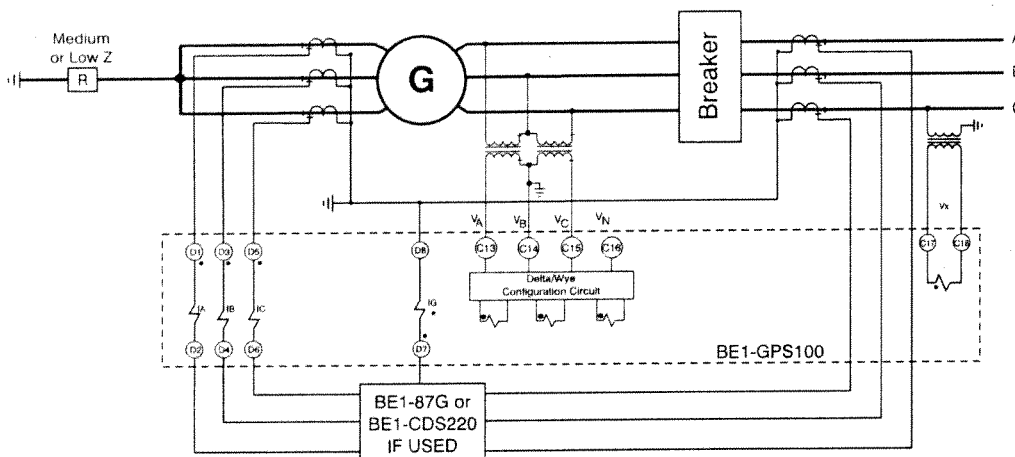 Medium
or Low Z
R
G
Breaker
A
B
C
VA
VB
VC
VN
Vx
D1
D3
D5
D8
C13
C14
C15
C16
C17
C18
Delta/Wye
Configuration Circuit
IA
IB
IC
IG
D2
D4
D6
D7
BE1-GPS100
BE1-87G or
BE1-CDS220
IF USED